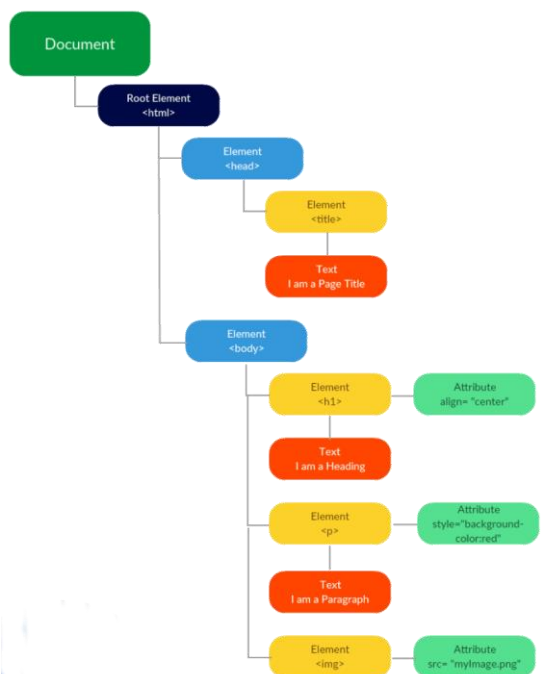 Document
Root Element
<html>
Element
<head>
Element
<title>
Text
I am a Page Title
Element
<body>
Element
<h1>
Attribute
align= "center"
Text
I am a Heading
Element
<p>
Attribute
style="background-
color:red"
Text
I am a Paragraph
Element
<img>
Attribute
src= "myImage.png"